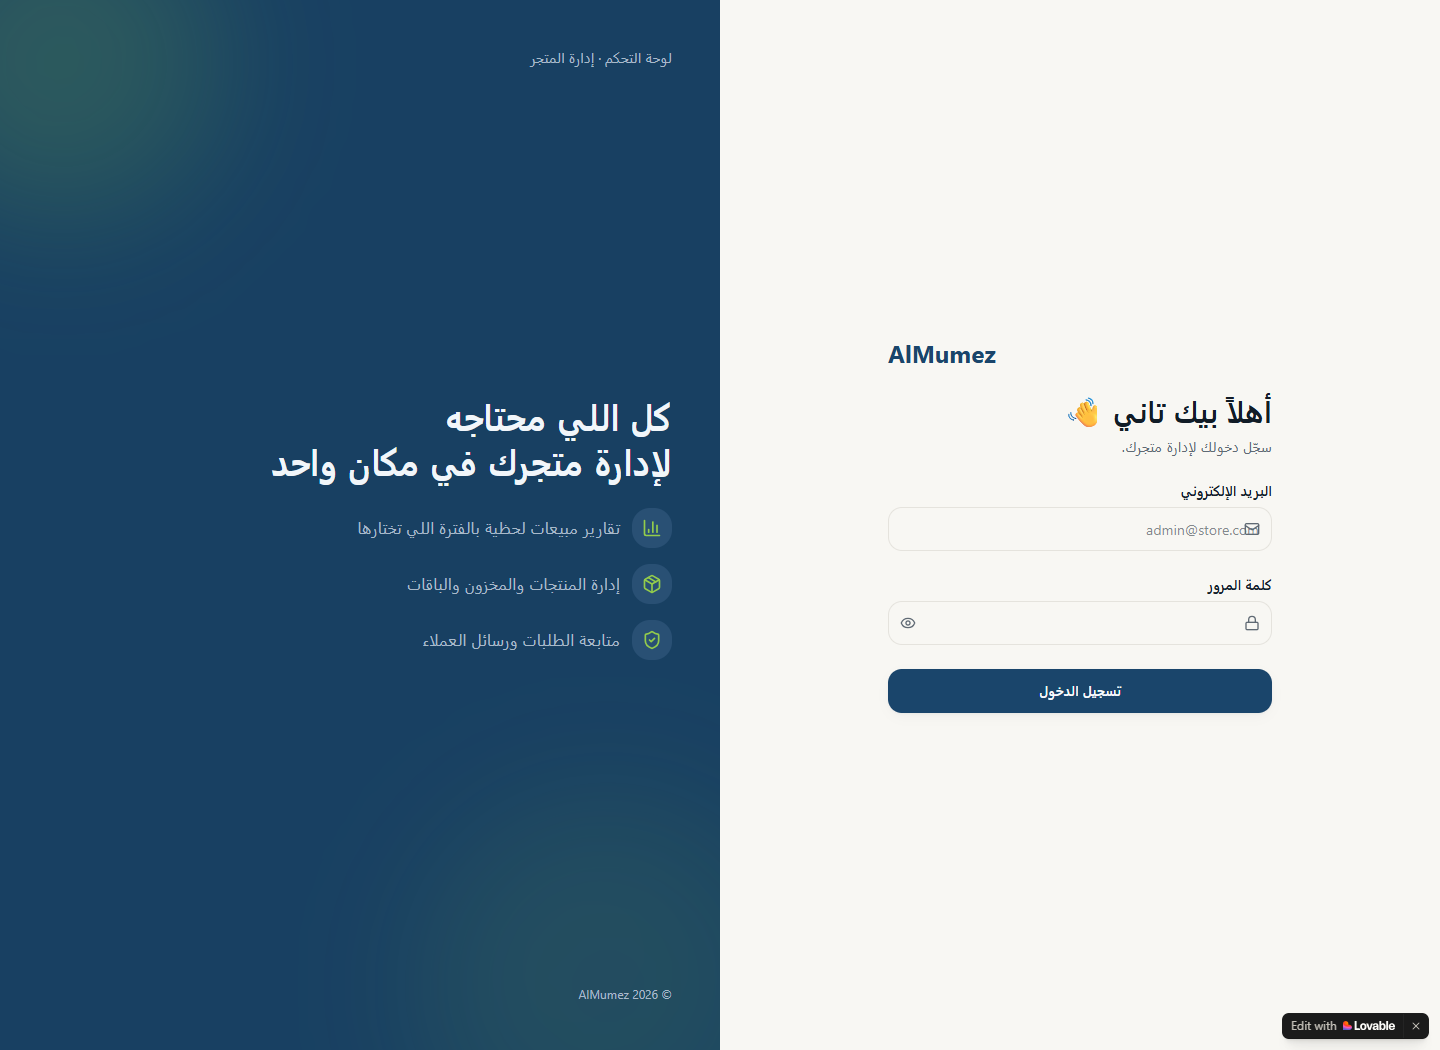 لوحة التحكم · إدارة المتجر
كل اللي محتاجه
لإدارة متجرك في مكان واحد
تقارير مبيعات لحظية بالفترة اللي تختارها
إدارة المنتجات والمخزون والباقات
متابعة الطلبات ورسائل العملاء
© 2026 AlMumez
AlMumez
أهلاً بيك تاني 👋
سجّل دخولك لإدارة متجرك.
البريد الإلكتروني
admin@store.com
كلمة المرور
تسجيل الدخول
Edit with Lovable